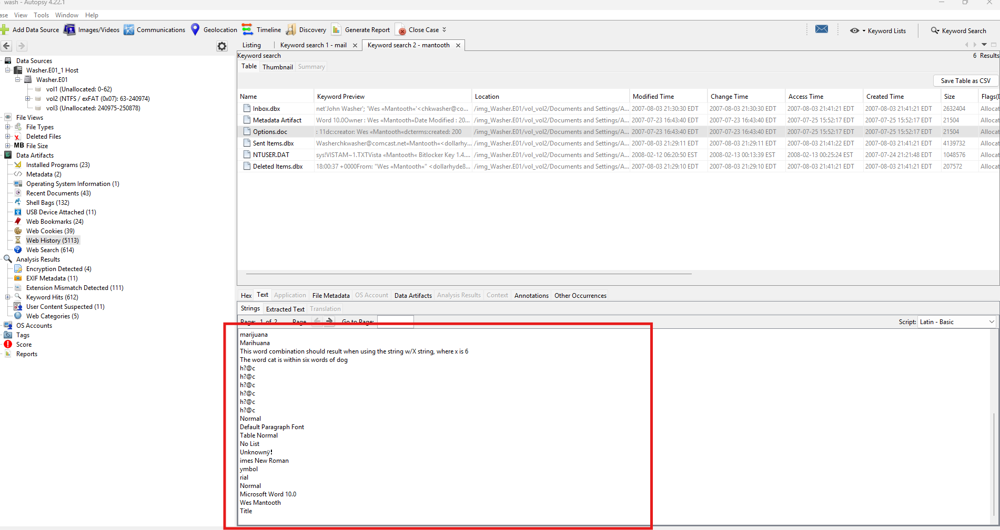 wash - Autopsy 4.22.1
ase View Tools Window Help
Add Data Source Images/Videos Communications Geolocation Timeline Discovery Generate Report Close Case Keyword Lists Keyword Search
Listing Keyword search 1 - mail Keyword search 2 - mantooth
Keyword search 6 Results
Table Thumbnail Summary
Save Table as CSV
Name Keyword Preview Location Modified Time Change Time Access Time Created Time Size Flags(D
Inbox.dbx net'John Washer'; 'Wes «Mantooth«'<chkwasher@co... /img_Washer.E01/vol_vol2/Documents and Settings/A... 2007-08-03 21:30:30 EDT 2007-08-03 21:30:30 EDT 2007-08-03 21:41:21 EDT 2007-08-03 21:41:21 EDT 2632404 Allocat
Metadata Artifact Word 10.0Owner : Wes «Mantooth«Date Modified : 20... /img_Washer.E01/vol_vol2/Documents and Settings/A... 2007-07-23 16:43:40 EDT 2007-07-23 16:43:40 EDT 2007-07-25 15:52:17 EDT 2007-07-25 15:52:17 EDT 21504 Allocat
Options.doc : 11dc:creator: Wes «Mantooth«dcterms:created: 200 /img_Washer.E01/vol_vol2/Documents and Settings/A... 2007-07-23 16:43:40 EDT 2007-07-23 16:43:40 EDT 2007-07-25 15:52:17 EDT 2007-07-25 15:52:17 EDT 21504 Allocat
Sent Items.dbx Washerchkwasher@comcast.net«Mantooth«<dollarhy... /img_Washer.E01/vol_vol2/Documents and Settings/A... 2007-08-03 21:29:11 EDT 2007-08-03 21:29:11 EDT 2007-08-03 21:41:22 EDT 2007-08-03 21:41:21 EDT 4139732 Allocat
NTUSER.DAT sys!VISTAM~1.TXTVista «Mantooth« Bitlocker Key 1.4.... /img_Washer.E01/vol_vol2/Documents and Settings/A... 2008-02-12 06:20:50 EST 2008-02-13 00:13:39 EST 2008-02-13 00:25:24 EST 2007-07-24 21:21:48 EDT 1048576 Allocat
Deleted Items.dbx 18:00:37 +0000From: "Wes «Mantooth«" <dollarhyde8... /img_Washer.E01/vol_vol2/Documents and Settings/A... 2007-08-03 21:29:10 EDT 2007-08-03 21:29:10 EDT 2007-08-03 21:41:21 EDT 2007-08-03 21:41:21 EDT 207572 Allocat
Data Sources
Washer.E01_1 Host
Washer.E01
vol1 (Unallocated: 0-62)
vol2 (NTFS / exFAT (0x07): 63-240974)
vol3 (Unallocated: 240975-250878)
File Views
File Types
Deleted Files
MB File Size
Data Artifacts
Installed Programs (23)
Metadata (2)
Operating System Information (1)
Recent Documents (43)
Shell Bags (132)
USB Device Attached (11)
Web Bookmarks (24)
Web Cookies (39)
Web History (5113)
Web Search (614)
Analysis Results
Encryption Detected (4)
EXIF Metadata (11)
Extension Mismatch Detected (111)
Keyword Hits (612)
User Content Suspected (11)
Web Categories (5)
OS Accounts
Tags
Score
Reports
Hex Text Application File Metadata OS Account Data Artifacts Analysis Results Context Annotations Other Occurrences
Strings Extracted Text Translation
Page: 1 of 2 Page Go to Page: Script: Latin - Basic
marijuana
Marihuana
This word combination should result when using the string w/X string, where x is 6
The word cat is within six words of dog
h?@c
h?@c
h?@c
h?@c
h?@c
h?@c
Normal
Default Paragraph Font
Table Normal
No List
Unknownÿ!
imes New Roman
ymbol
rial
Normal
Microsoft Word 10.0
Wes Mantooth
Title